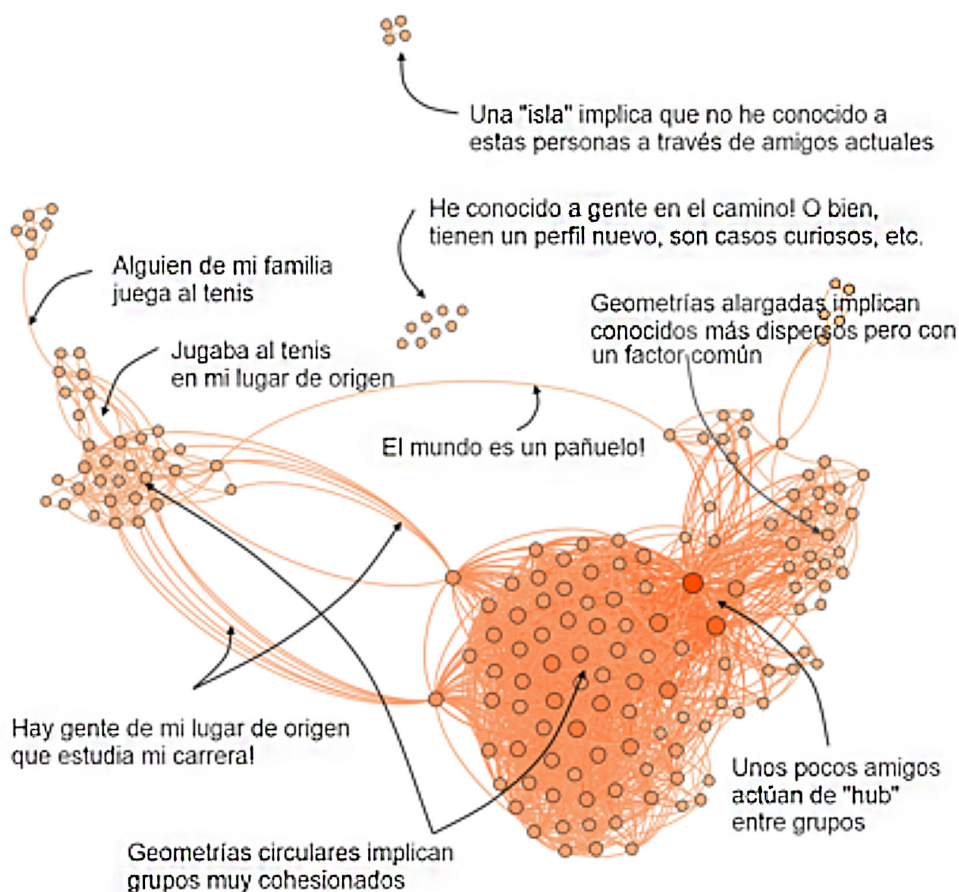 Una "isla" implica que no he conocido a
estas personas a través de amigos actuales
He conocido a gente en el camino! O bien,
tienen un perfil nuevo, son casos curiosos, etc.
Alguien de mi familia
juega al tenis
Geometrías alargadas implican
conocidos más dispersos pero con
un factor común
Jugaba al tenis
en mi lugar de origen
El mundo es un pañuelo!
Hay gente de mi lugar de origen
que estudia mi carrera!
Unos pocos amigos
actúan de "hub"
entre grupos
Geometrías circulares implican
grupos muy cohesionados